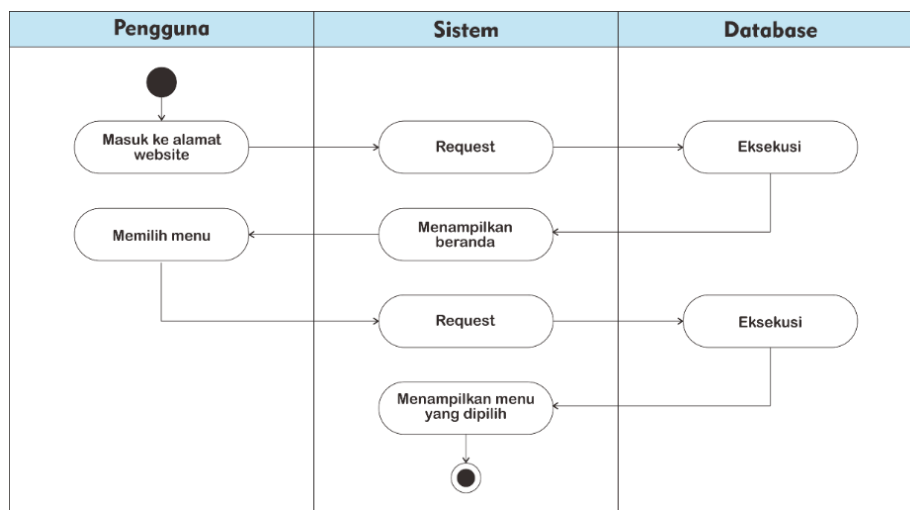 Pengguna
Sistem
Database
Masuk ke alamat
website
Request
Eksekusi
Memilih menu
Menampilkan
beranda
Request
Eksekusi
Menampilkan menu
yang dipilih